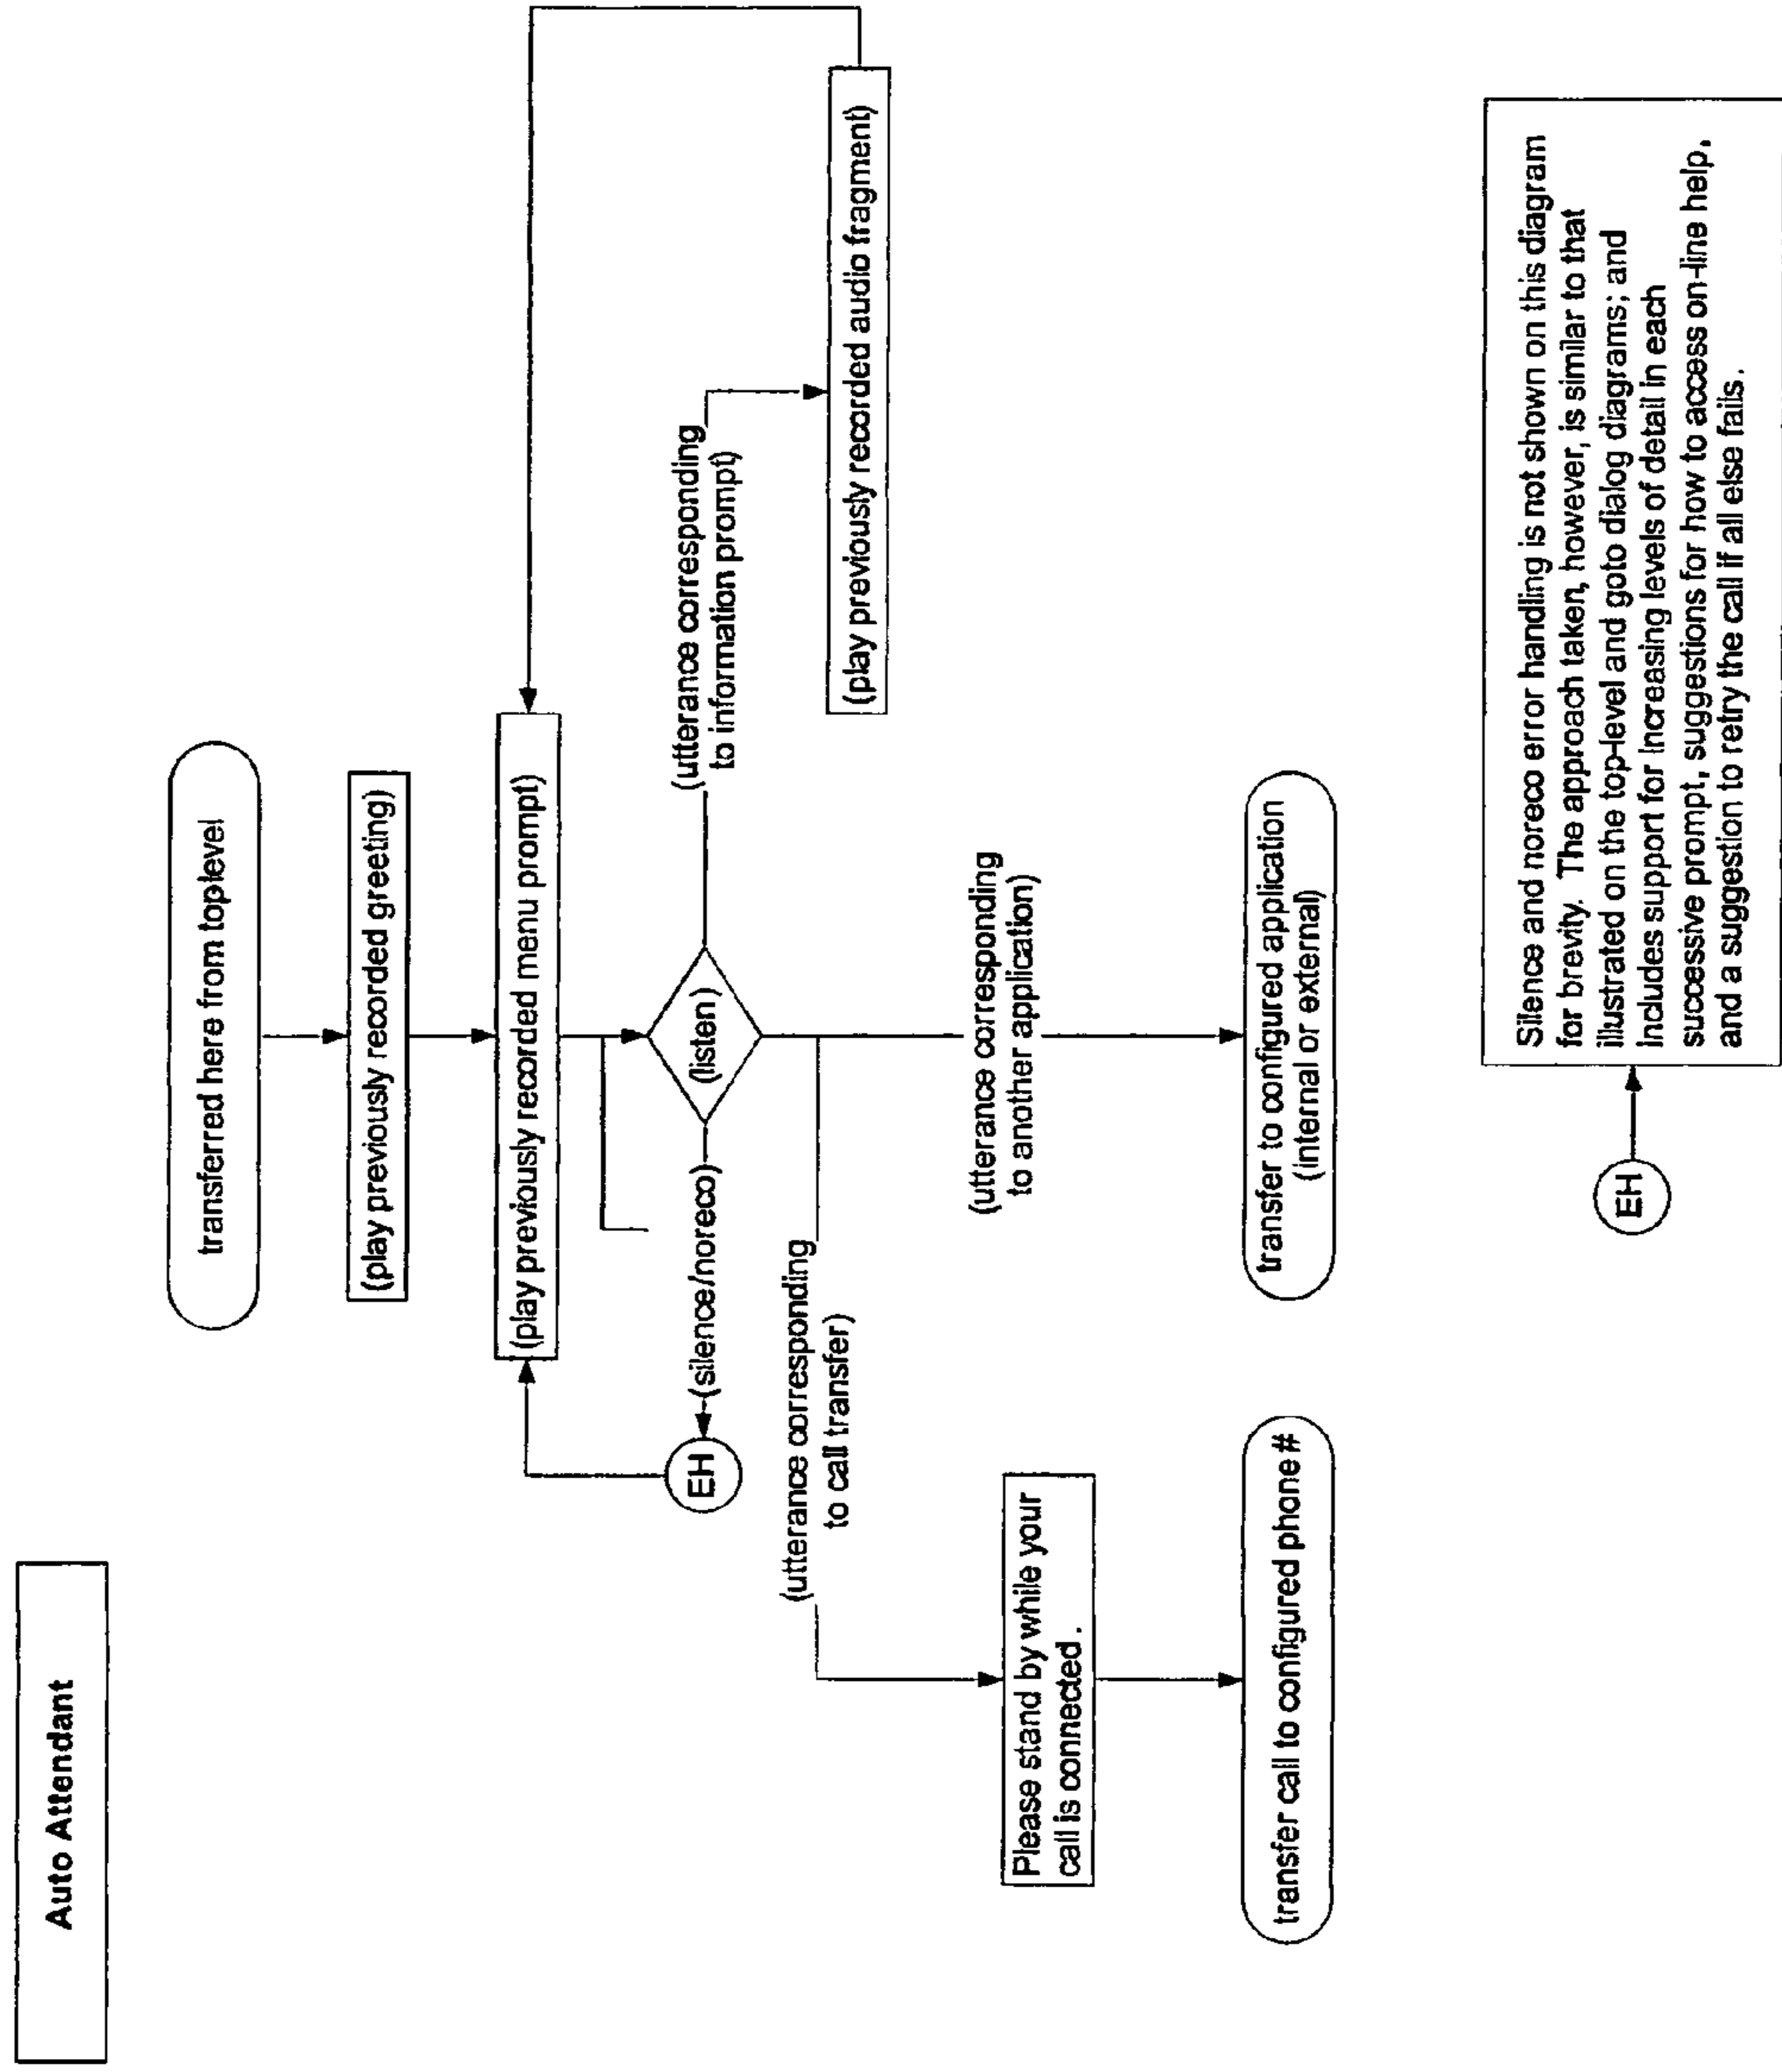 Auto Attendant
transferred here from toplevel
(play previously recorded greeting)
(play previously recorded menu prompt)
(listen)
(silence/noreco)
EH
(utterance corresponding
to information prompt)
(play previously recorded audio fragment)
(utterance corresponding
to call transfer)
(utterance corresponding
to another application)
Please stand by while your
call is connected.
transfer call to configured phone #
transfer to configured application
(internal or external)
EH
Silence and noreco error handling is not shown on this diagram
for brevity. The approach taken, however, is similar to that
illustrated on the top-level and goto dialog diagrams; and
includes support for increasing levels of detail in each
successive prompt, suggestions for how to access on-line help,
and a suggestion to retry the call if all else fails.